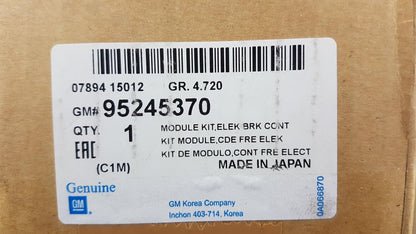 07894 15012 GR. 4.720
GM# 95245370
QTY. 1 MODULE KIT,ELEK BRK CONT
KIT MODULE,CDE FRE ELEK
KIT DE MODULO,CONT FRE ELECT
EAC
(C1M) MADE IN JAPAN
Genuine
GM
GM Korea Company
Inchon 403-714, Korea
0A066870